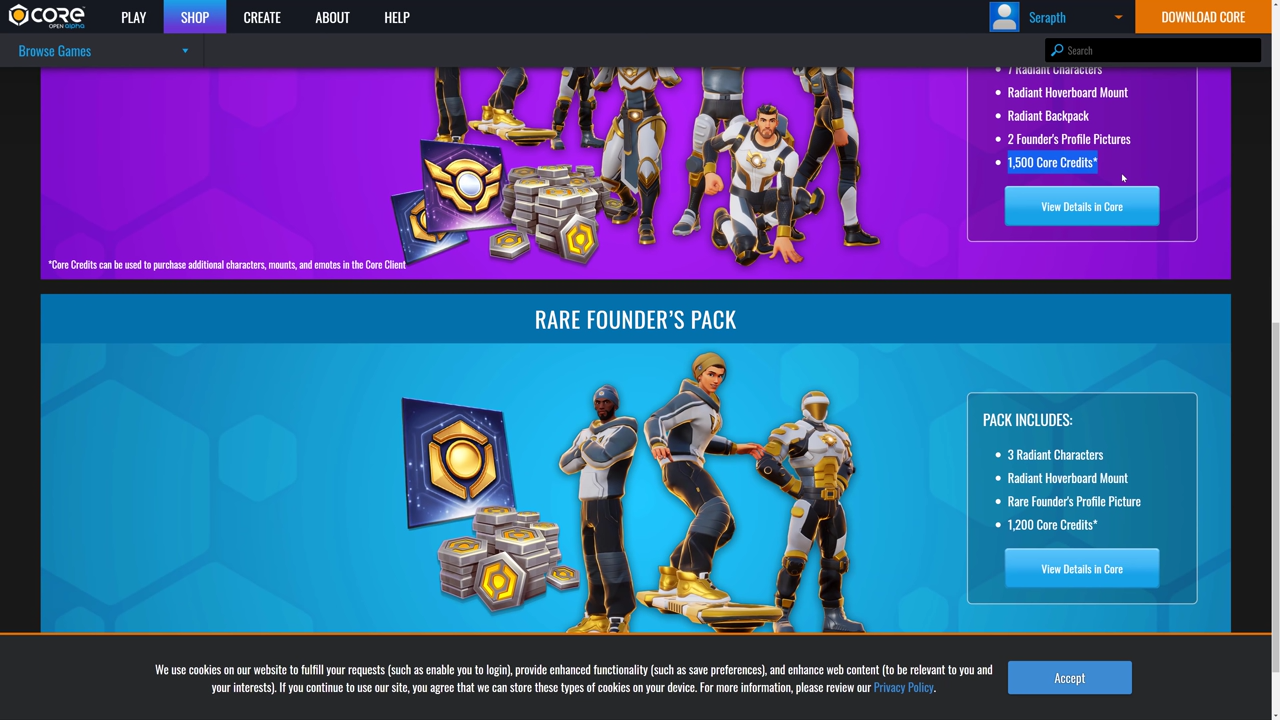 CORE
OPEN alpha
PLAY
SHOP
CREATE
ABOUT
HELP
Serapth
DOWNLOAD CORE
Browse Games
Search
7 Radiant Characters
Radiant Hoverboard Mount
Radiant Backpack
2 Founder's Profile Pictures
1,500 Core Credits*
View Details in Core
*Core Credits can be used to purchase additional characters, mounts, and emotes in the Core Client
RARE FOUNDER’S PACK
PACK INCLUDES:
3 Radiant Characters
Radiant Hoverboard Mount
Rare Founder's Profile Picture
1,200 Core Credits*
View Details in Core
We use cookies on our website to fulfill your requests (such as enable you to login), provide enhanced functionality (such as save preferences), and enhance web content (to be relevant to you and
your interests). If you continue to use our site, you agree that we can store these types of cookies on your device. For more information, please review our Privacy Policy.
Accept